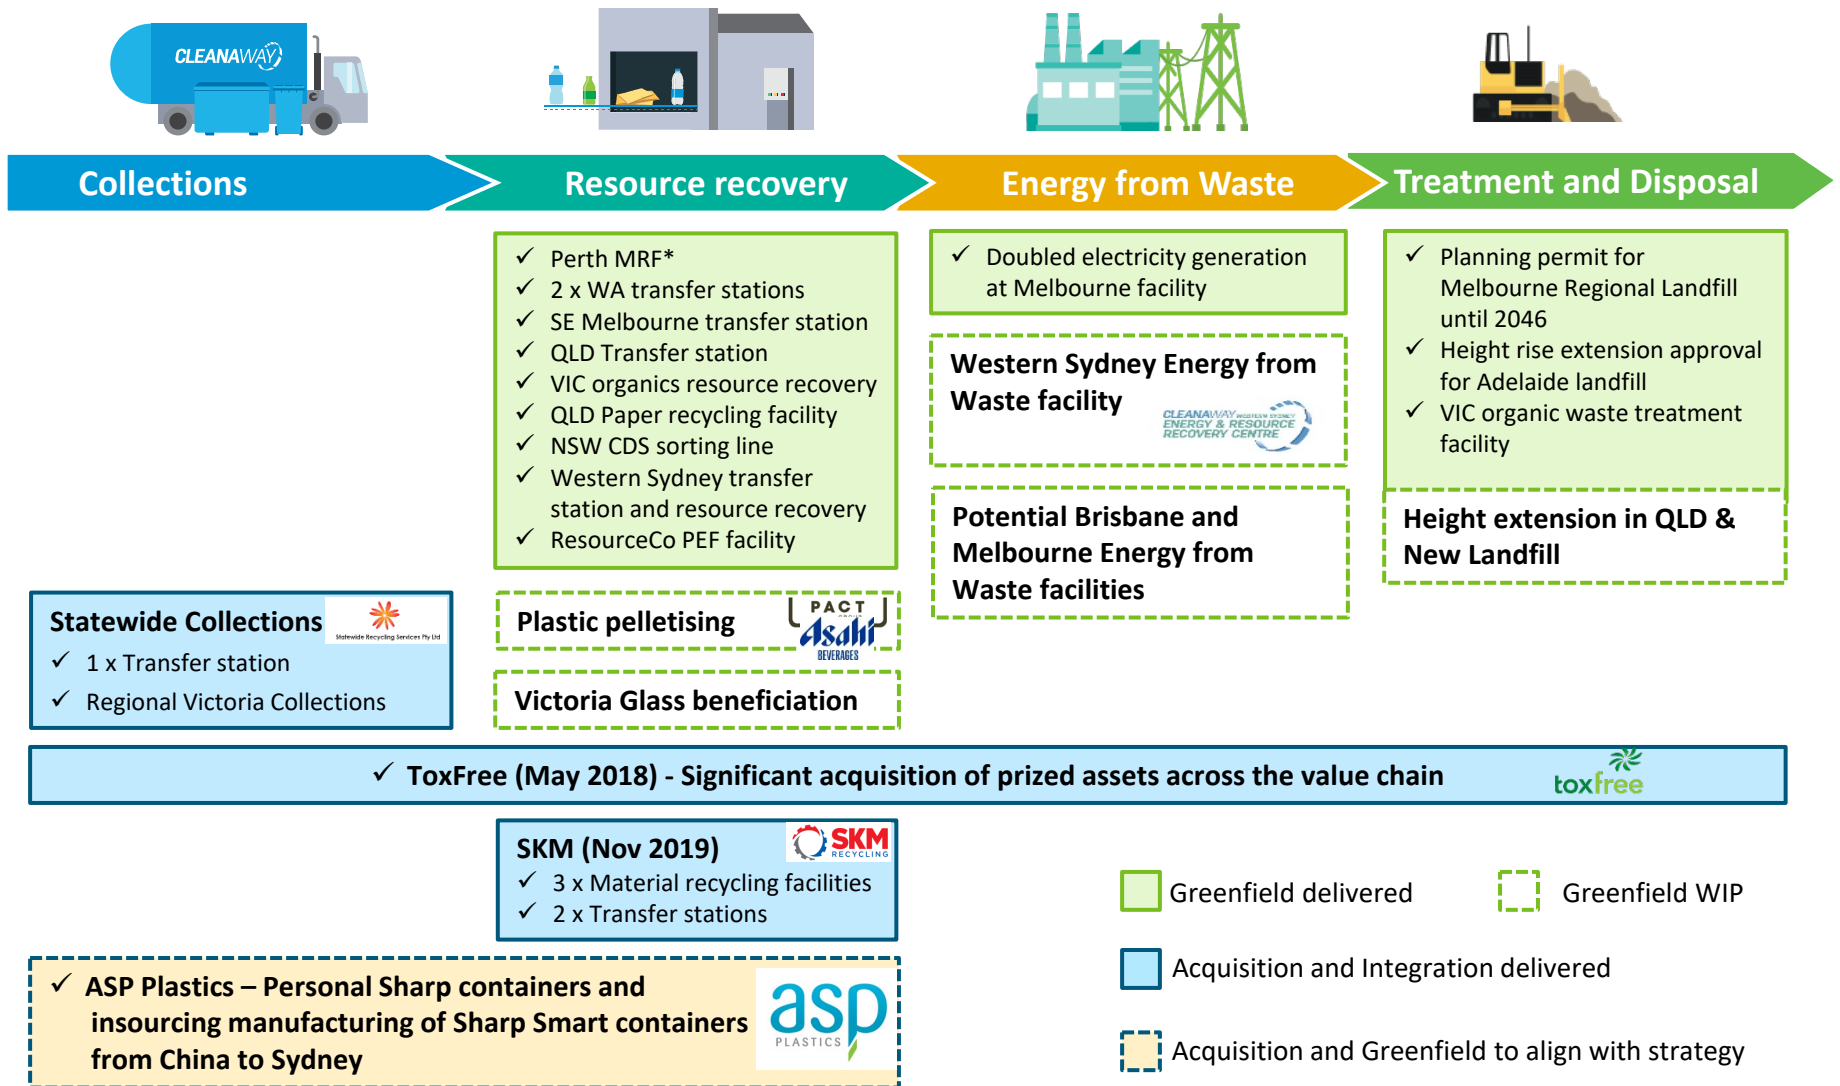 CLEANAWAY
Collections
Resource recovery
Energy from Waste
Treatment and Disposal
✓ Perth MRF*
✓ 2 x WA transfer stations
✓ SE Melbourne transfer station
✓ QLD Transfer station
✓ VIC organics resource recovery
✓ QLD Paper recycling facility
✓ NSW CDS sorting line
✓ Western Sydney transfer
station and resource recovery
✓ ResourceCo PEF facility
✓ Doubled electricity generation
at Melbourne facility
Western Sydney Energy from
Waste facility
CLEANAWAY WESTERN SYDNEY
ENERGY & RESOURCE
RECOVERY CENTRE
Potential Brisbane and
Melbourne Energy from
Waste facilities
✓ Planning permit for
Melbourne Regional Landfill
until 2046
✓ Height rise extension approval
for Adelaide landfill
✓ VIC organic waste treatment
facility
Height extension in QLD &
New Landfill
Statewide Collections
Statewide Recycling Services Pty Ltd
✓ 1 x Transfer station
✓ Regional Victoria Collections
Plastic pelletising
PACT
Asahi
BEVERAGES
Victoria Glass beneficiation
✓ ToxFree (May 2018) - Significant acquisition of prized assets across the value chain
toxfree
SKM (Nov 2019)
SKM
RECYCLING
✓ 3 x Material recycling facilities
✓ 2 x Transfer stations
✓ ASP Plastics – Personal Sharp containers and
insourcing manufacturing of Sharp Smart containers
from China to Sydney
asp
PLASTICS
Greenfield delivered
Greenfield WIP
Acquisition and Integration delivered
Acquisition and Greenfield to align with strategy